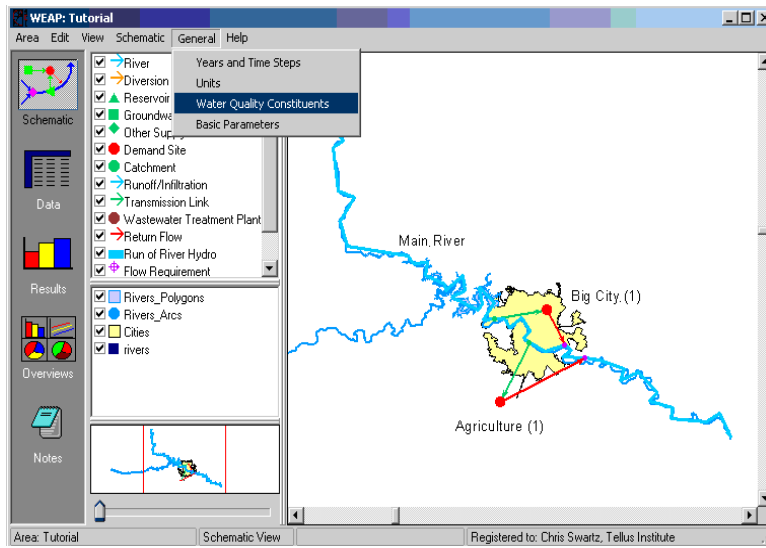 WEAP: Tutorial
Area Edit View Schematic General Help
Years and Time Steps
Units
Water Quality Constituents
Basic Parameters
Schematic
Data
Results
Overviews
Notes
River
Diversion
Reservoir
Groundwa
Other Supp
Demand Site
Catchment
Runoff/Infiltration
Transmission Link
Wastewater Treatment Plant
Return Flow
Run of River Hydro
Flow Requirement
Rivers_Polygons
Rivers_Arcs
Cities
rivers
Main River
Big City (1)
Agriculture (1)
Area: Tutorial
Schematic View
Registered to: Chris Swartz, Tellus Institute